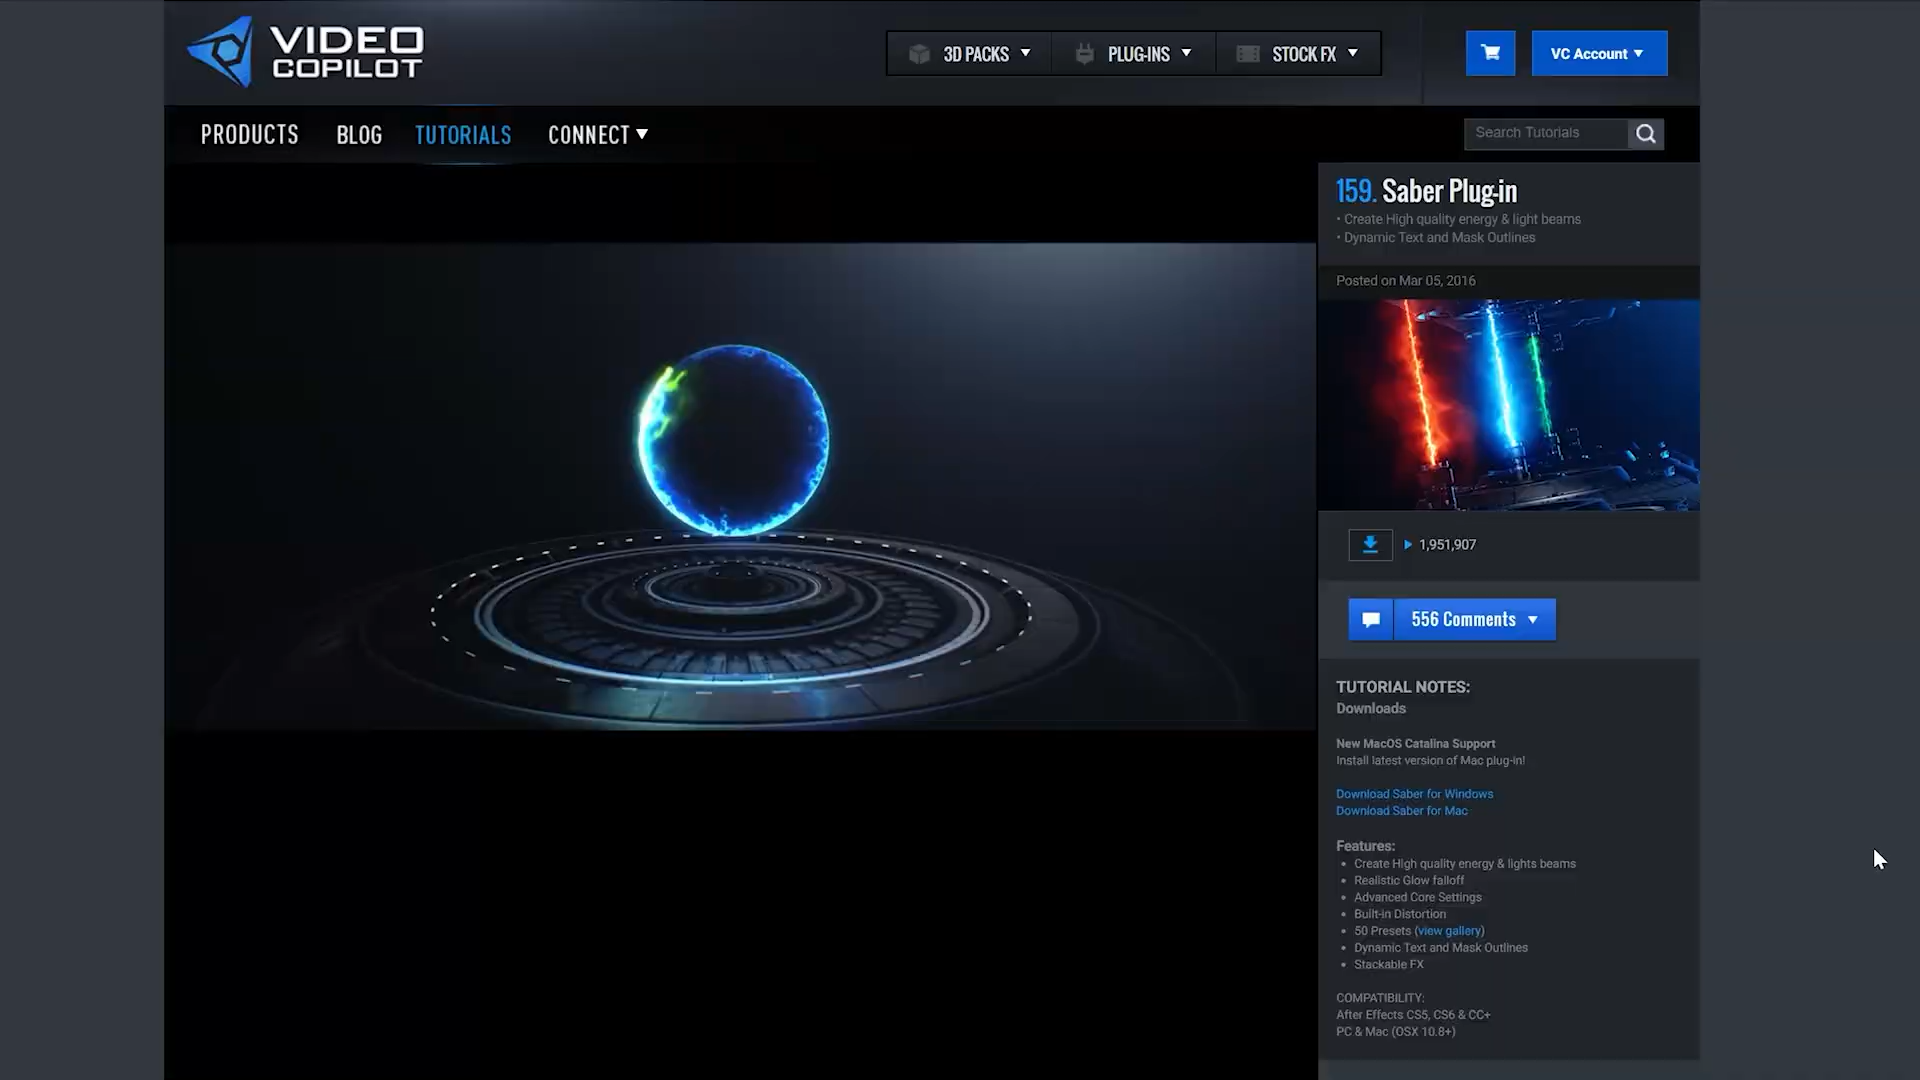 VIDEO
COPILOT
3D PACKS
PLUG-INS
STOCK FX
VC Account
PRODUCTS
BLOG
TUTORIALS
CONNECT
Search Tutorials
159. Saber Plug-in
• Create High quality energy & light beams
• Dynamic Text and Mask Outlines
Posted on Mar 05, 2016
1,951,907
556 Comments
TUTORIAL NOTES:
Downloads
New MacOS Catalina Support
Install latest version of Mac plug-in!
Download Saber for Windows
Download Saber for Mac
Features:
• Create High quality energy & lights beams
• Realistic Glow falloff
• Advanced Core Settings
• Built-in Distortion
• 50 Presets (view gallery)
• Dynamic Text and Mask Outlines
• Stackable FX
COMPATIBILITY:
After Effects CS5, CS6 & CC+
PC & Mac (OSX 10.8+)